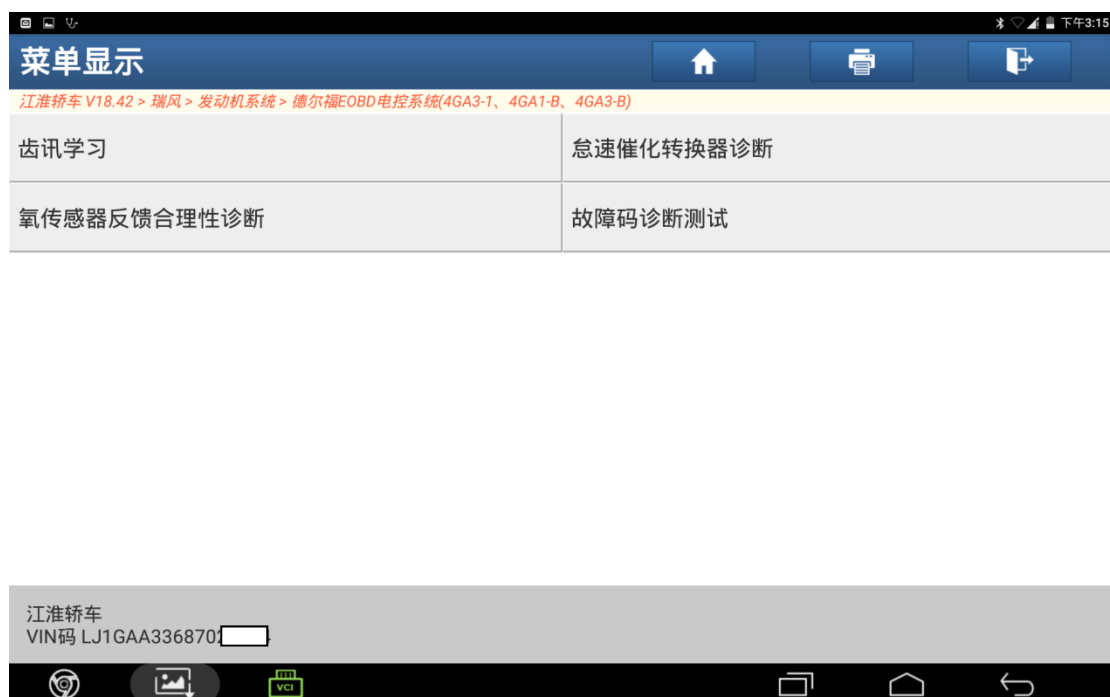 下午3:15
菜单显示
江淮轿车 V18.42 > 瑞风 > 发动机系统 > 德尔福EOBD电控系统(4GA3-1、4GA1-B、4GA3-B)
齿讯学习
怠速催化转换器诊断
氧传感器反馈合理性诊断
故障码诊断测试
江淮轿车
VIN码 LJ1GAA3368702
VCI